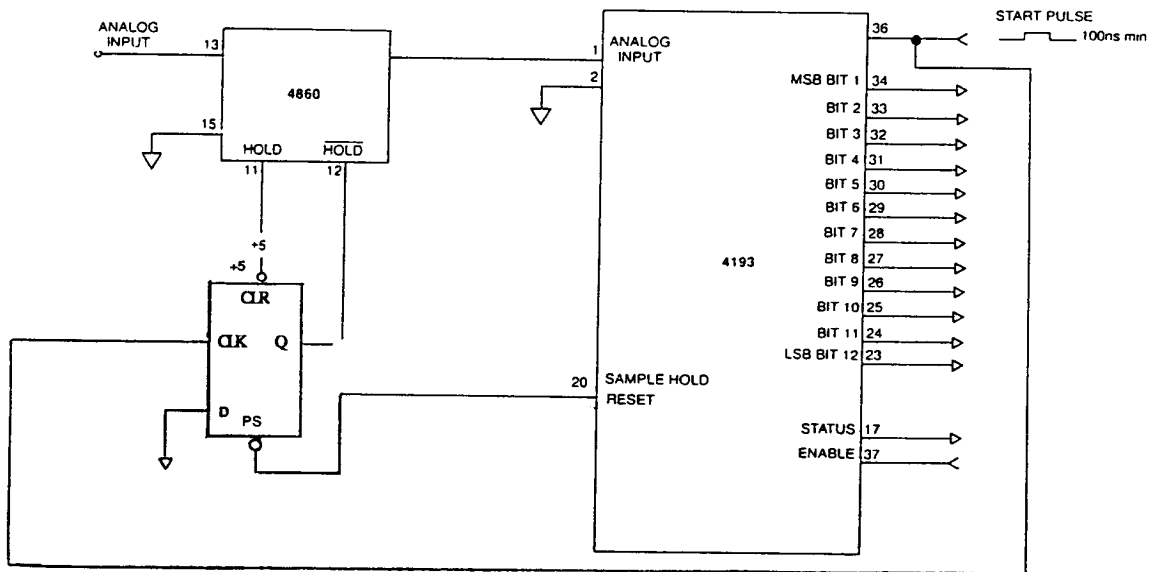 ANALOG
INPUT
13
4860
15
HOLD
HOLD
11
12
+5
+5
CLR
CLK
Q
D
PS
1
ANALOG
INPUT
2
4193
20
SAMPLE HOLD
RESET
36
START PULSE
100ns min
MSB BIT 1
34
BIT 2
33
BIT 3
32
BIT 4
31
BIT 5
30
BIT 6
29
BIT 7
28
BIT 8
27
BIT 9
26
BIT 10
25
BIT 11
24
LSB BIT 12
23
STATUS
17
ENABLE
37